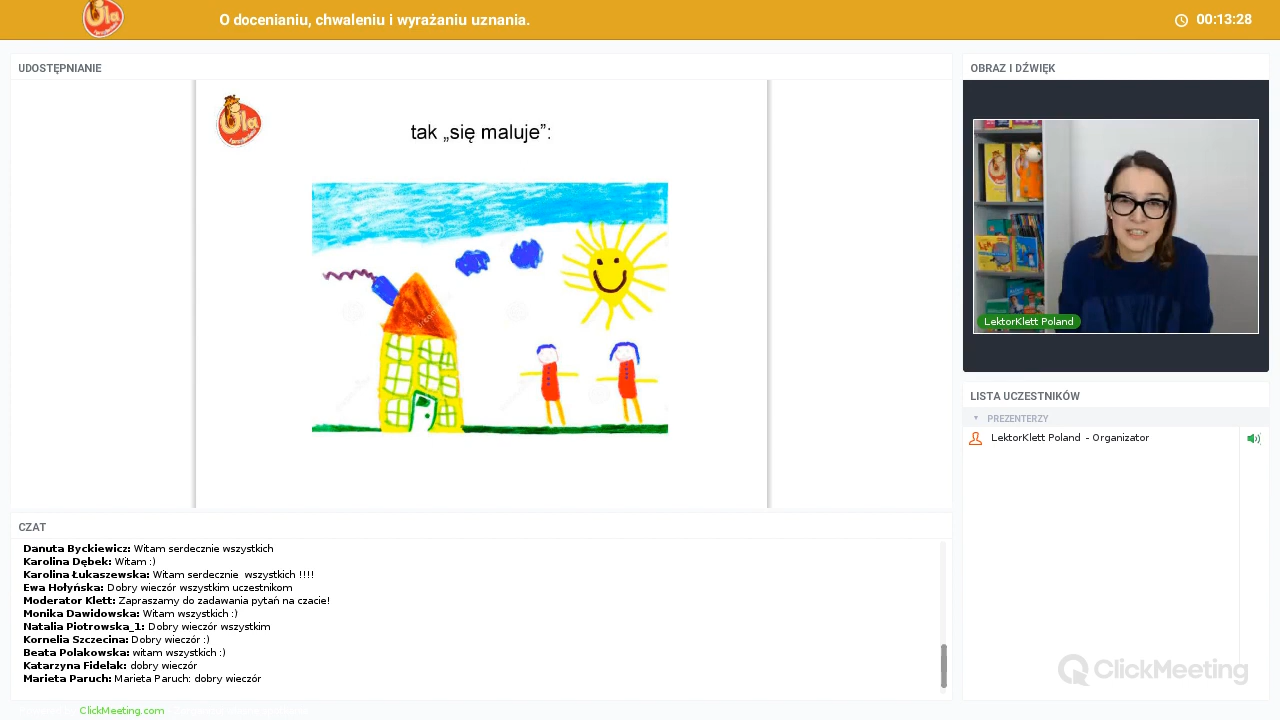 Ula
O docenianiu, chwaleniu i wyrażaniu uznania.
00:13:28
UDOSTĘPNIANIE
Ula
tak „się maluje”:
CZAT
Danuta Byckiewicz: Witam serdecznie wszystkich
Karolina Dębek: Witam :)
Karolina Łukaszewska: Witam serdecznie wszystkich !!!!
Ewa Hołyńska: Dobry wieczór wszystkim uczestnikom
Moderator Klett: Zapraszamy do zadawania pytań na czacie!
Monika Dawidowska: Witam wszystkich :)
Natalia Piotrowska_1: Dobry wieczór wszystkim
Kornelia Szczecina: Dobry wieczór :)
Beata Polakowska: witam wszystkich :)
Katarzyna Fidelak: dobry wieczór
Marieta Paruch: Marieta Paruch: dobry wieczór
ClickMeeting.com
OBRAZ I DŹWIĘK
LektorKlett Poland
LISTA UCZESTNIKÓW
PREZENTERZY
LektorKlett Poland - Organizator
ClickMeeting